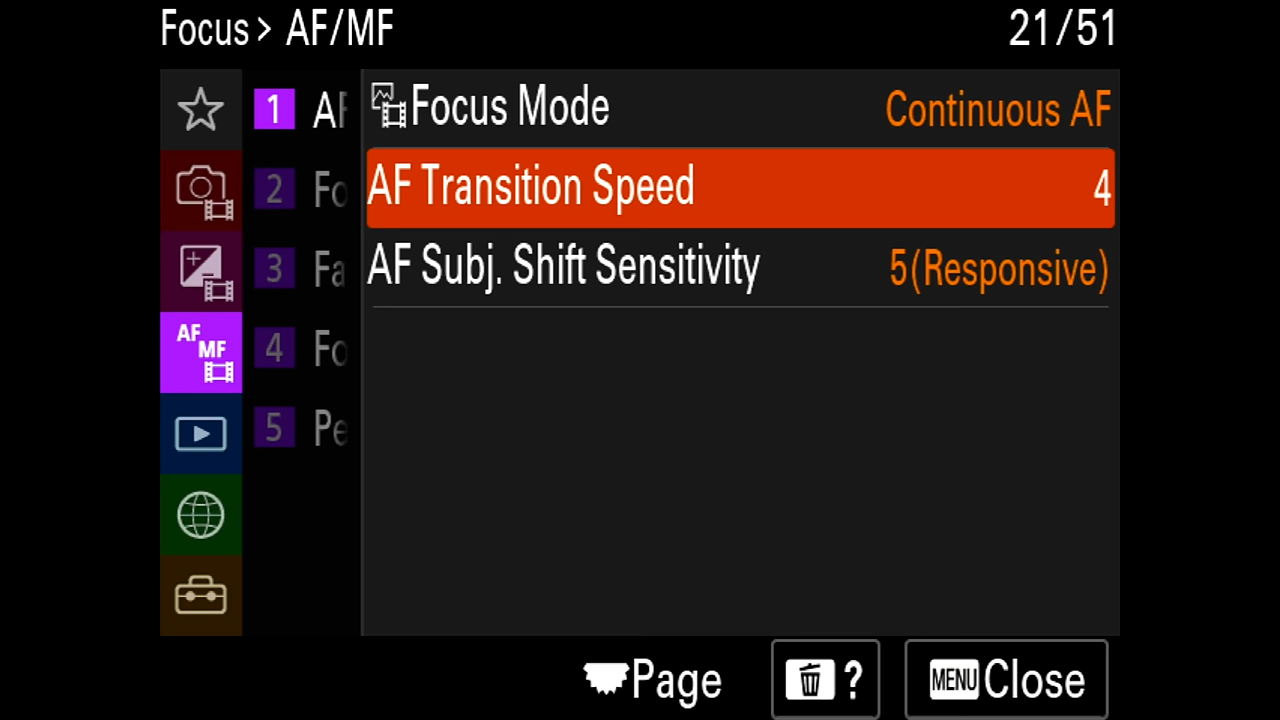 Focus> AF/MF
21/51
1
2 Fo
3 Fa
4 Fo
5 Pe
Focus Mode Continuous AF
AF Transition Speed 4
AF Subj. Shift Sensitivity 5(Responsive)
AF
MF
Page ? MENU Close